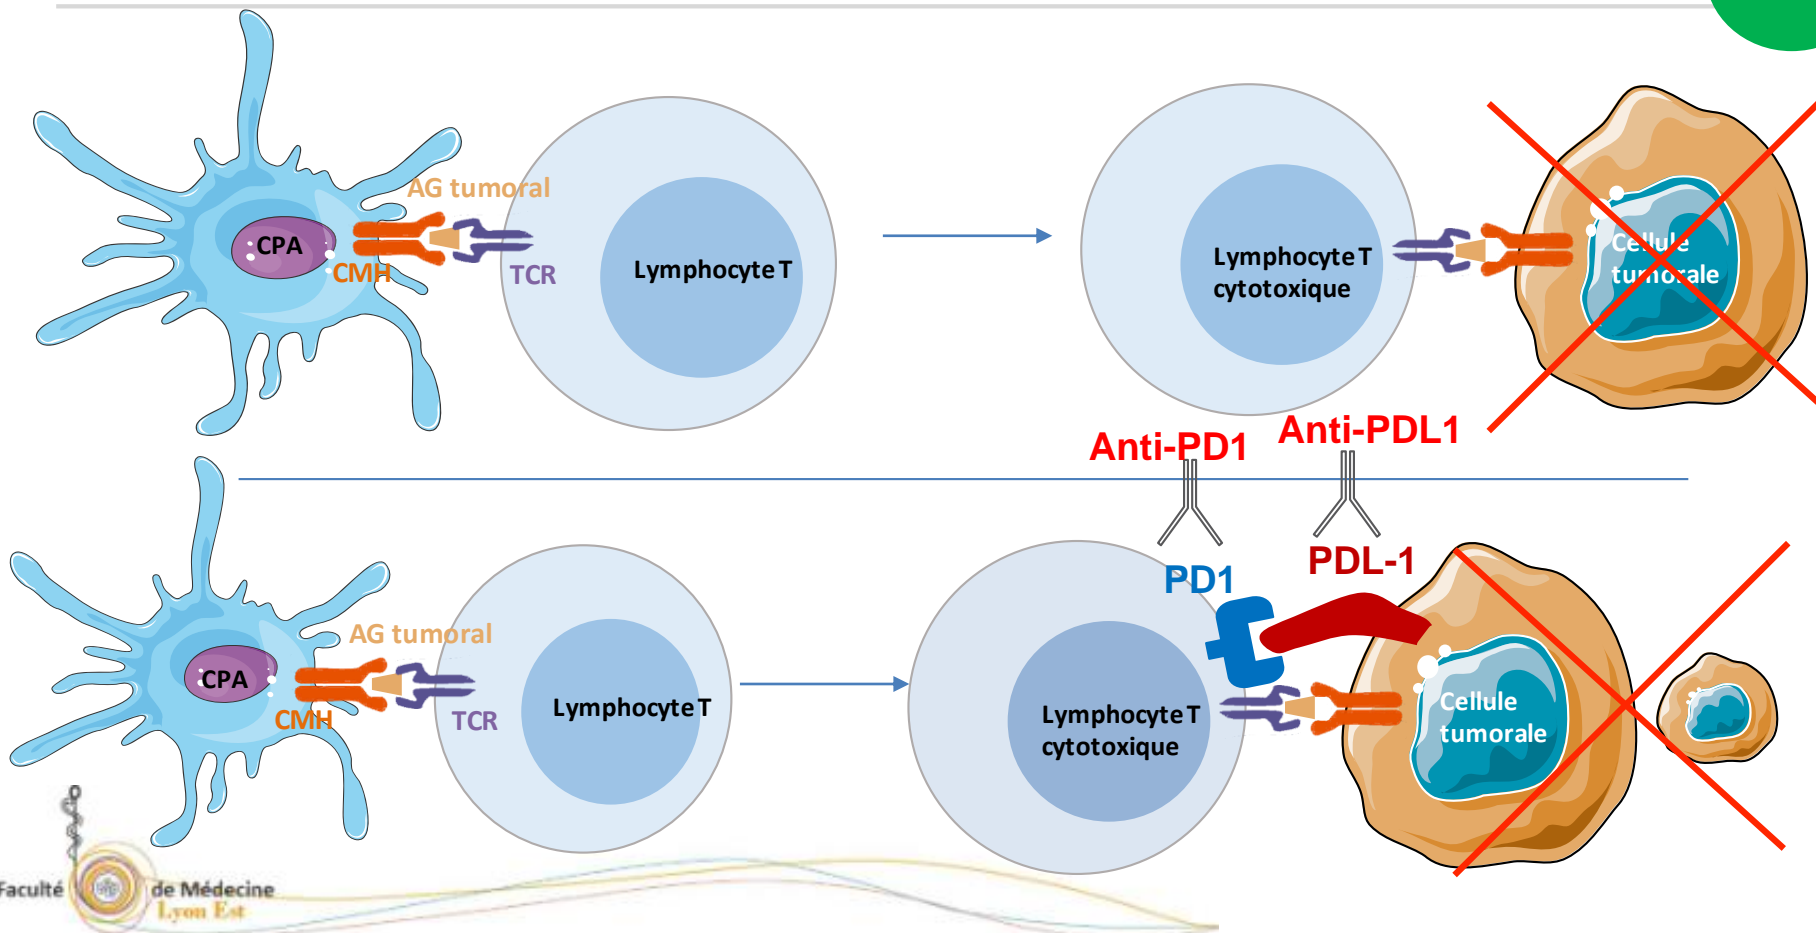 AG tumoral
CPA
CMH
TCR
Lymphocyte T
Lymphocyte T
cytotoxique
Cellule
tumorale
Anti-PD1
Anti-PDL1
PD1
PDL-1
AG tumoral
CPA
CMH
TCR
Lymphocyte T
Lymphocyte T
cytotoxique
Cellule
tumorale
Faculté de Médecine
Lyon Est